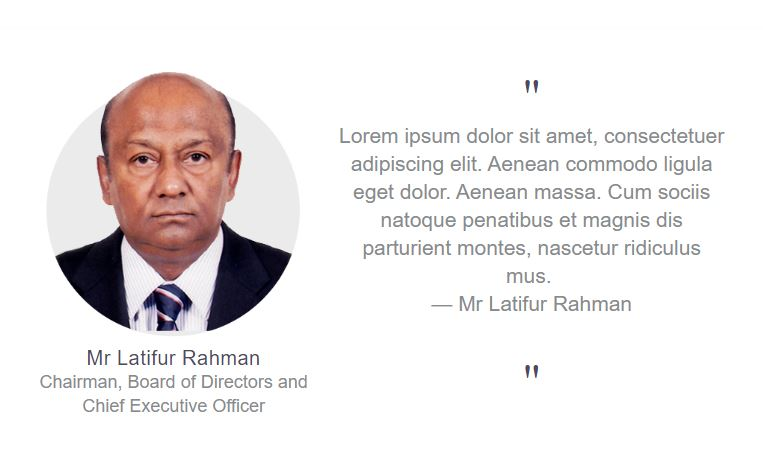 Mr Latifur Rahman
Chairman, Board of Directors and
Chief Executive Officer
"
Lorem ipsum dolor sit amet, consectetuer
adipiscing elit. Aenean commodo ligula
eget dolor. Aenean massa. Cum sociis
natoque penatibus et magnis dis
parturient montes, nascetur ridiculus
mus.
— Mr Latifur Rahman
"